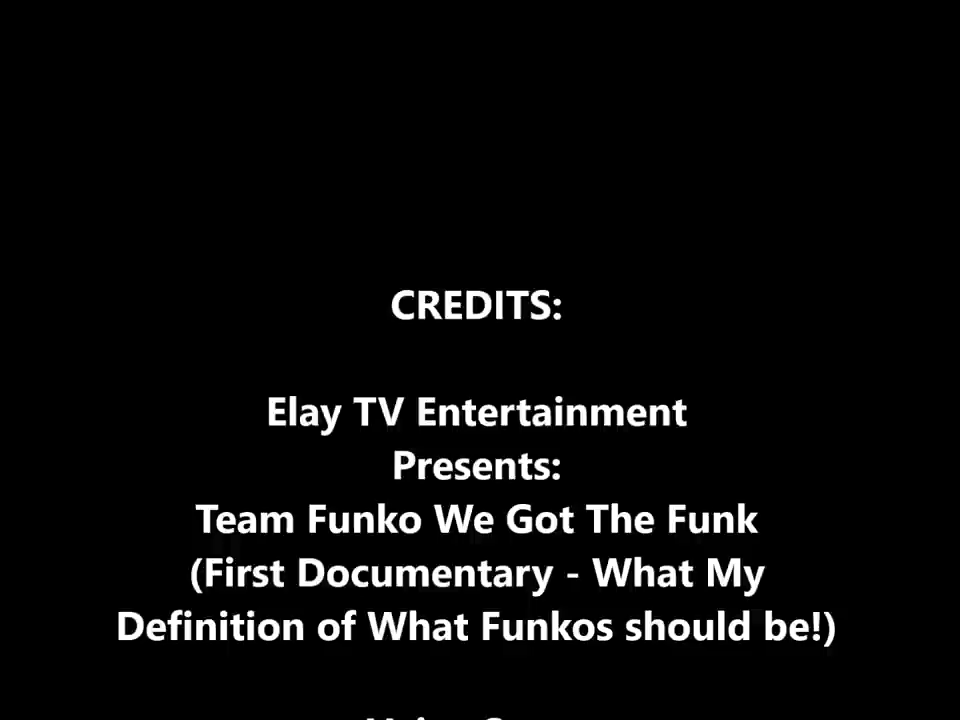 CREDITS:
Elay TV Entertainment
Presents:
Team Funko We Got The Funk
(First Documentary - What My
Definition of What Funkos should be!)